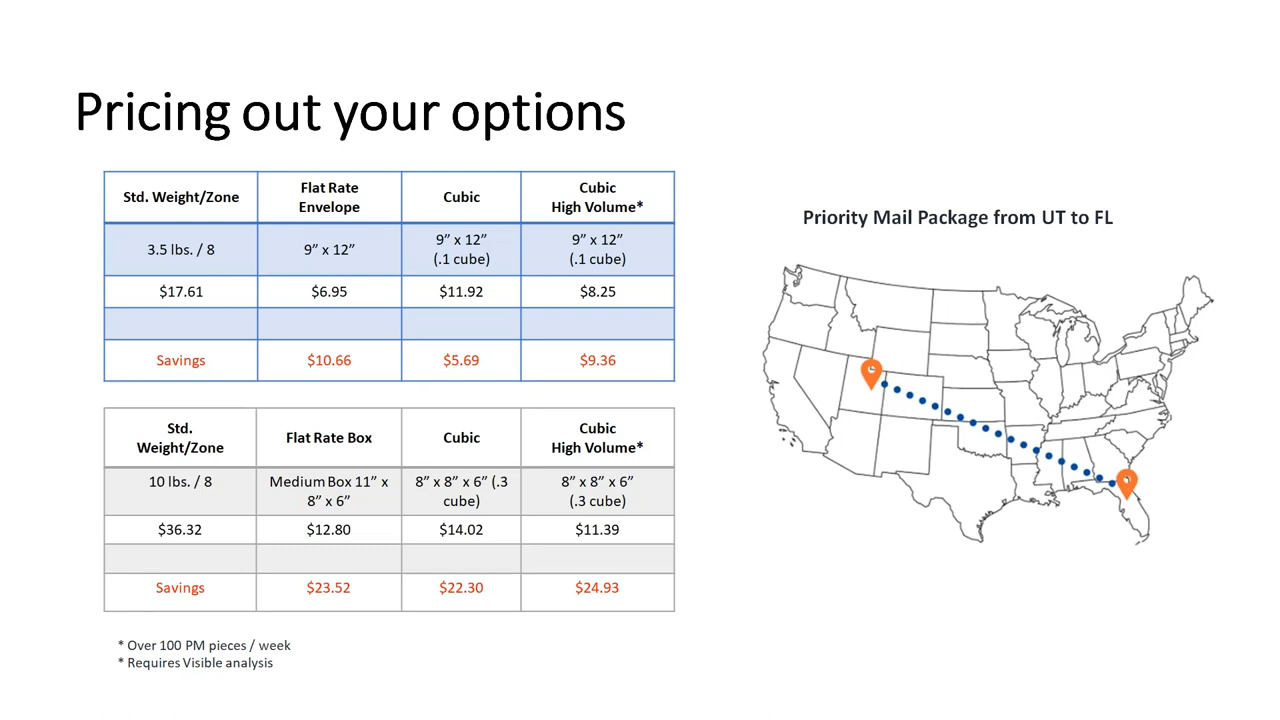 Pricing out your options
Std. Weight/Zone
Flat Rate
Envelope
Cubic
Cubic
High Volume*
3.5 lbs. / 8
9” x 12”
9” x 12”
(.1 cube)
9” x 12”
(.1 cube)
$17.61
$6.95
$11.92
$8.25
Savings
$10.66
$5.69
$9.36
Std.
Weight/Zone
Flat Rate Box
Cubic
Cubic
High Volume*
10 lbs. / 8
Medium Box 11” x
8” x 6”
8” x 8” x 6” (.3
cube)
8” x 8” x 6”
(.3 cube)
$36.32
$12.80
$14.02
$11.39
Savings
$23.52
$22.30
$24.93
* Over 100 PM pieces / week
* Requires Visible analysis
Priority Mail Package from UT to FL